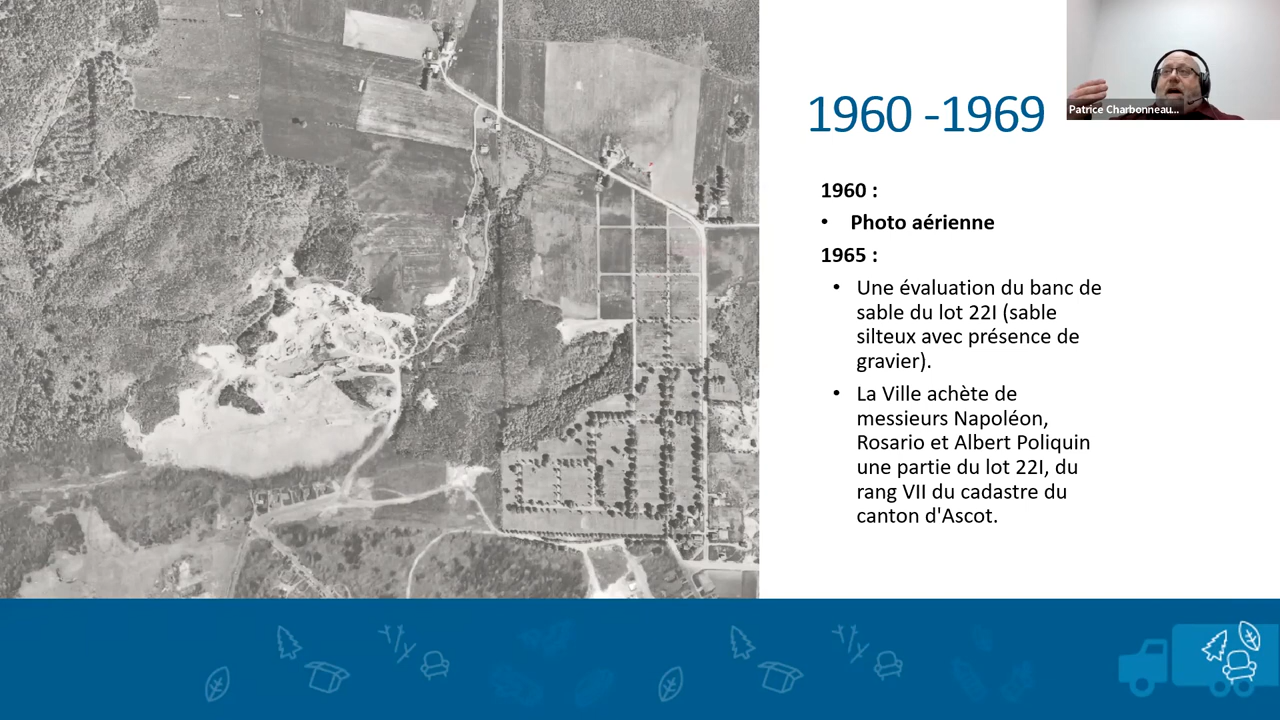 1960 -1969
Patrice Charbonneau...
1960 :
• Photo aérienne
1965 :
• Une évaluation du banc de
sable du lot 22I (sable
silteux avec présence de
gravier).
• La Ville achète de
messieurs Napoléon,
Rosario et Albert Poliquin
une partie du lot 22I, du
rang VII du cadastre du
canton d'Ascot.